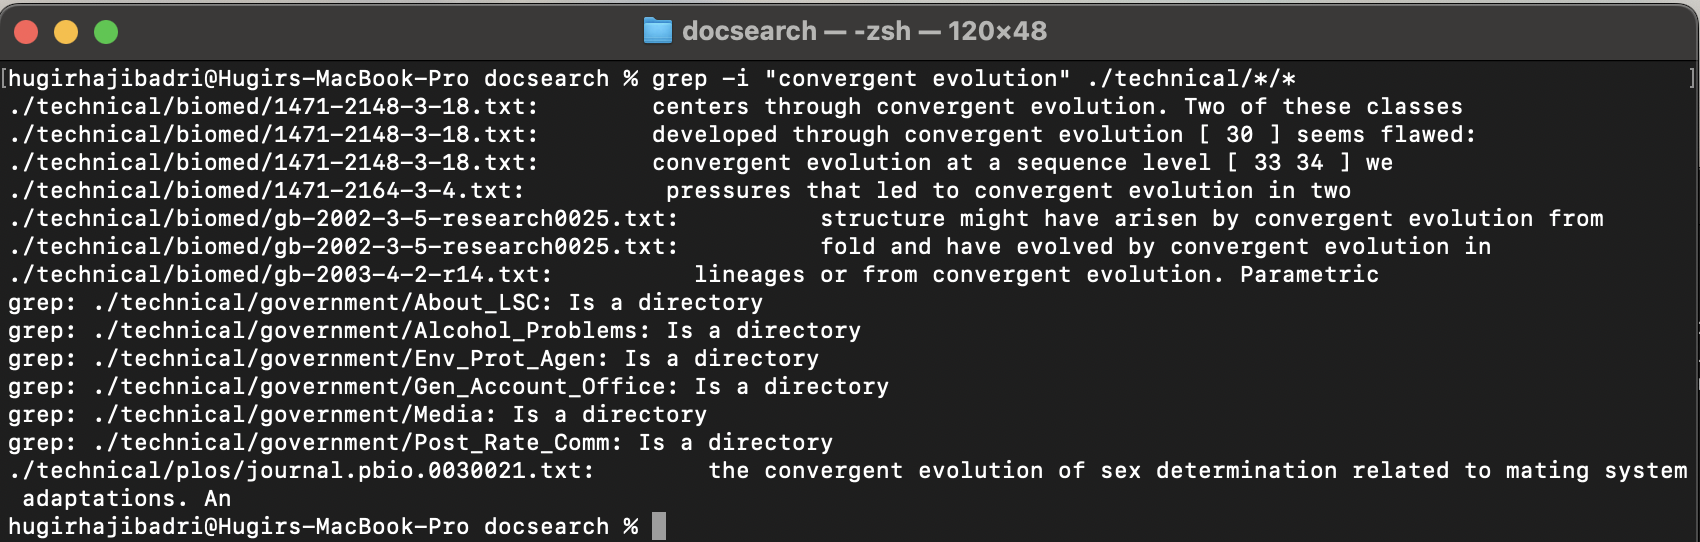 docsearch — -zsh — 120×48
[hugirhajibadri@Hugirs-MacBook-Pro docsearch % grep -i "convergent evolution" ./technical/*/* ]
./technical/biomed/1471-2148-3-18.txt:        centers through convergent evolution. Two of these classes
./technical/biomed/1471-2148-3-18.txt:        developed through convergent evolution [ 30 ] seems flawed:
./technical/biomed/1471-2148-3-18.txt:        convergent evolution at a sequence level [ 33 34 ] we
./technical/biomed/1471-2164-3-4.txt:          pressures that led to convergent evolution in two
./technical/biomed/gb-2002-3-5-research0025.txt:          structure might have arisen by convergent evolution from
./technical/biomed/gb-2002-3-5-research0025.txt:          fold and have evolved by convergent evolution in
./technical/biomed/gb-2003-4-2-r14.txt:          lineages or from convergent evolution. Parametric
grep: ./technical/government/About_LSC: Is a directory
grep: ./technical/government/Alcohol_Problems: Is a directory
grep: ./technical/government/Env_Prot_Agen: Is a directory
grep: ./technical/government/Gen_Account_Office: Is a directory
grep: ./technical/government/Media: Is a directory
grep: ./technical/government/Post_Rate_Comm: Is a directory
./technical/plos/journal.pbio.0030021.txt:        the convergent evolution of sex determination related to mating system
 adaptations. An
hugirhajibadri@Hugirs-MacBook-Pro docsearch %